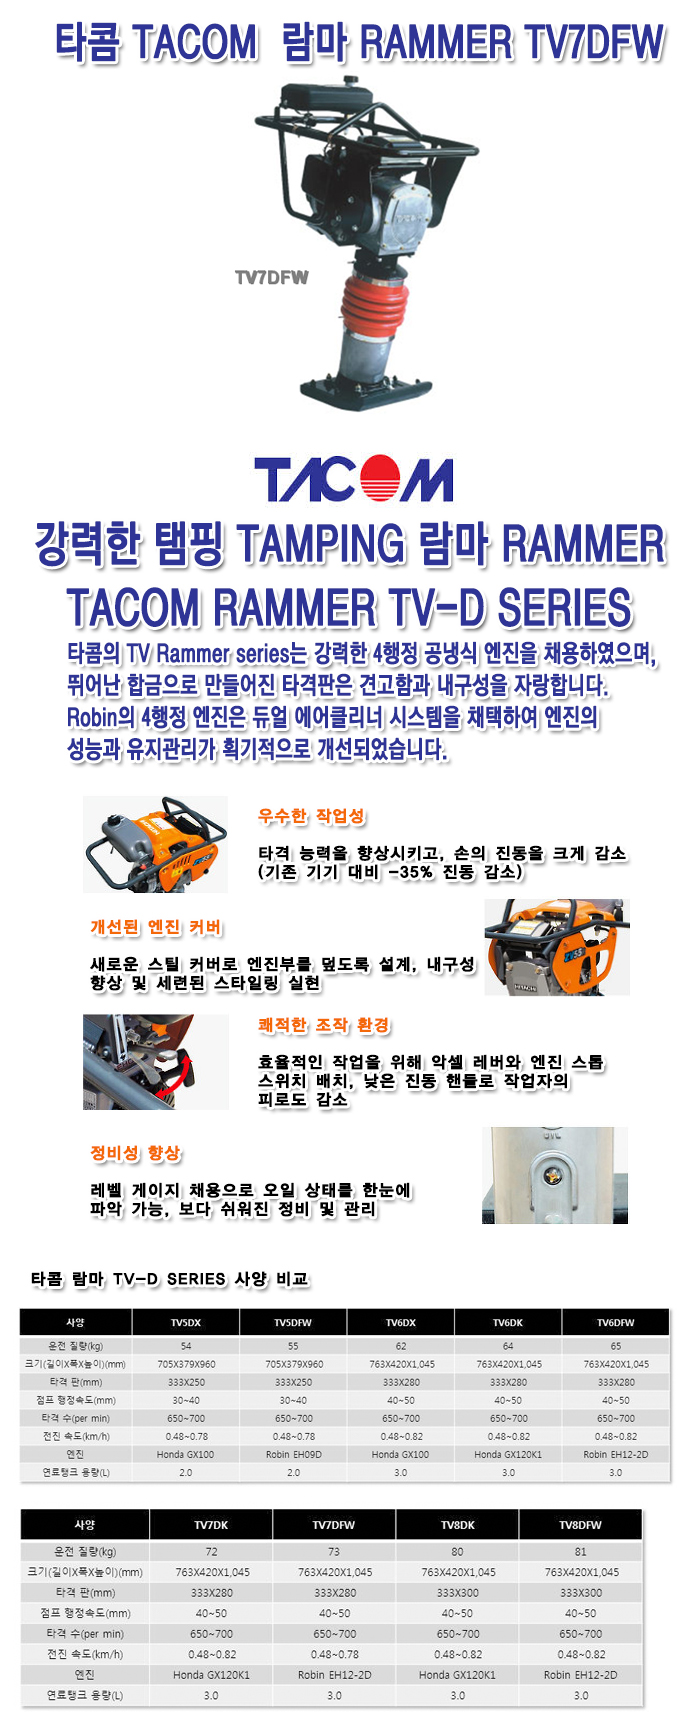 타콤 TACOM 람마 RAMMER TV7DFW
TACOM
TV7DFW
TACOM
강력한 탬핑 TAMPING 람마 RAMMER
TACOM RAMMER TV-D SERIES
타콤의 TV Rammer series는 강력한 4행정 공냉식 엔진을 채용하였으며,
뛰어난 합금으로 만들어진 타격판은 견고함과 내구성을 자랑합니다.
Robin의 4행정 엔진은 듀얼 에어클리너 시스템을 채택하여 엔진의
성능과 유지관리가 획기적으로 개선되었습니다.
우수한 작업성
타격 능력을 향상시키고, 손의 진동을 크게 감소
(기존 기기 대비 -35% 진동 감소)
개선된 엔진 커버
새로운 스틸 커버로 엔진부를 덮도록 설계, 내구성
향상 및 세련된 스타일링 실현
HITACHI
쾌적한 조작 환경
효율적인 작업을 위해 악셀 레버와 엔진 스톱
스위치 배치, 낮은 진동 핸들로 작업자의
피로도 감소
정비성 향상
레벨 게이지 채용으로 오일 상태를 한눈에
파악 가능, 보다 쉬워진 정비 및 관리
OIL
타콤 람마 TV-D SERIES 사양 비교
사양 TV5DX TV5DFW TV6DX TV6DK TV6DFW
운전 질량(kg) 54 55 62 64 65
크기(길이X폭X높이)(mm) 705X379X960 705X379X960 763X420X1,045 763X420X1,045 763X420X1,045
타격 판(mm) 333X250 333X250 333X280 333X280 333X280
점프 행정속도(mm) 30~40 30~40 40~50 40~50 40~50
타격 수(per min) 650~700 650~700 650~700 650~700 650~700
전진 속도(km/h) 0.48~0.78 0.48~0.78 0.48~0.82 0.48~0.82 0.48~0.82
엔진 Honda GX100 Robin EH09D Honda GX100 Honda GX120K1 Robin EH12-2D
연료탱크 용량(L) 2.0 2.0 3.0 3.0 3.0
사양 TV7DK TV7DFW TV8DK TV8DFW
운전 질량(kg) 72 73 80 81
크기(길이X폭X높이)(mm) 763X420X1,045 763X420X1,045 763X420X1,045 763X420X1,045
타격 판(mm) 333X280 333X280 333X300 333X300
점프 행정속도(mm) 40~50 40~50 40~50 40~50
타격 수(per min) 650~700 650~700 650~700 650~700
전진 속도(km/h) 0.48~0.82 0.48~0.78 0.48~0.82 0.48~0.82
엔진 Honda GX120K1 Robin EH12-2D Honda GX120K1 Robin EH12-2D
연료탱크 용량(L) 3.0 3.0 3.0 3.0